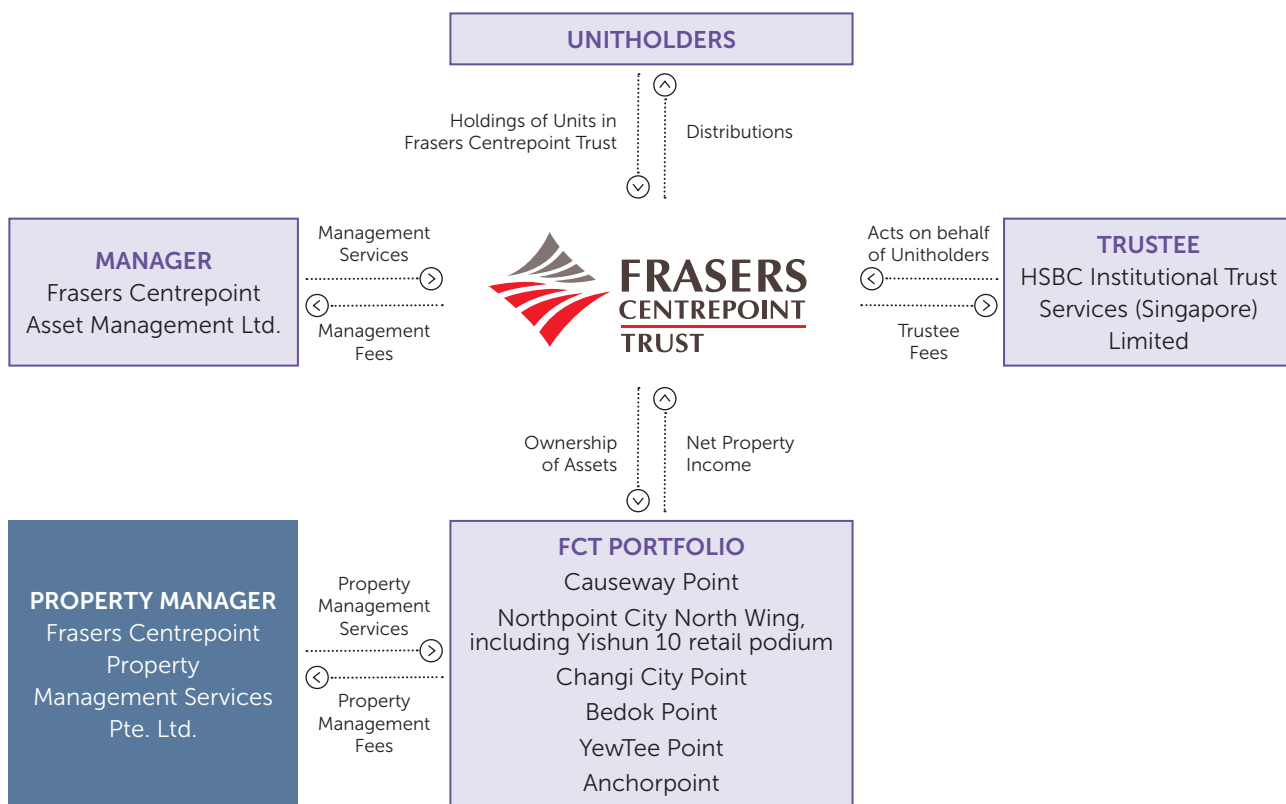 UNITHOLDERS
Holdings of Units in
Frasers Centrepoint Trust
Distributions
MANAGER
Frasers Centrepoint
Asset Management Ltd.
Management
Services
Management
Fees
FRASERS
CENTREPOINT
TRUST
Acts on behalf
of Unitholders
Trustee
Fees
TRUSTEE
HSBC Institutional Trust
Services (Singapore)
Limited
Ownership
of Assets
Net Property
Income
PROPERTY MANAGER
Frasers Centrepoint
Property
Management Services
Pte. Ltd.
Property
Management
Services
Property
Management
Fees
FCT PORTFOLIO
Causeway Point
Northpoint City North Wing,
including Yishun 10 retail podium
Changi City Point
Bedok Point
YewTee Point
Anchorpoint